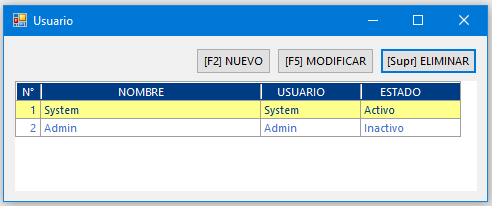 Usuario
[F2] NUEVO [F5] MODIFICAR [Supr] ELIMINAR
N° NOMBRE USUARIO ESTADO
1 System System Activo
2 Admin Admin Inactivo